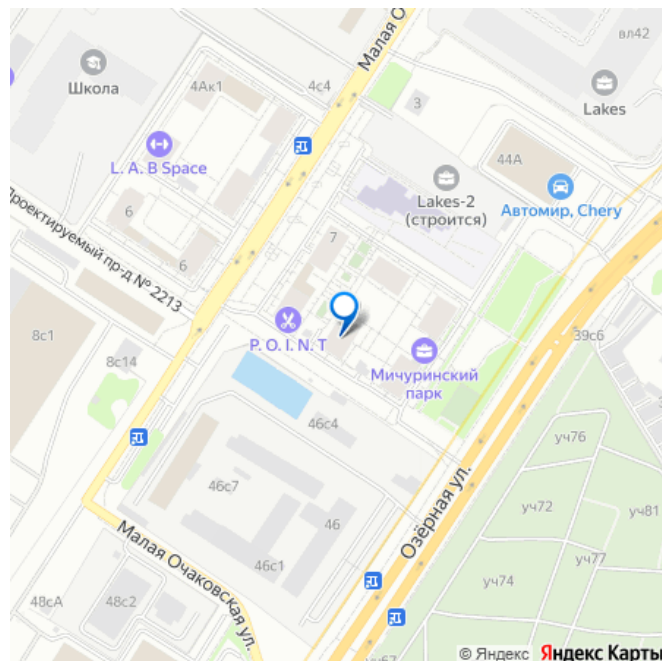 вл42
Школа
4Ак1
4с4
Малая О
3
Lakes
L. A. B Space
44А
Lakes-2
(строится)
Автомир, Chery
6
7
Проектируемый пр-д № 2213
6
P. O. I. N. T
39с6
8с1
8с14
Мичуринский
парк
46с4
уч76
46с7
Озёрная ул.
уч72
уч81
46
Малая Очаковская ул.
46с1
уч77
уч74
48сА
48с2
уч67
© Яндекс Яндекс Карты